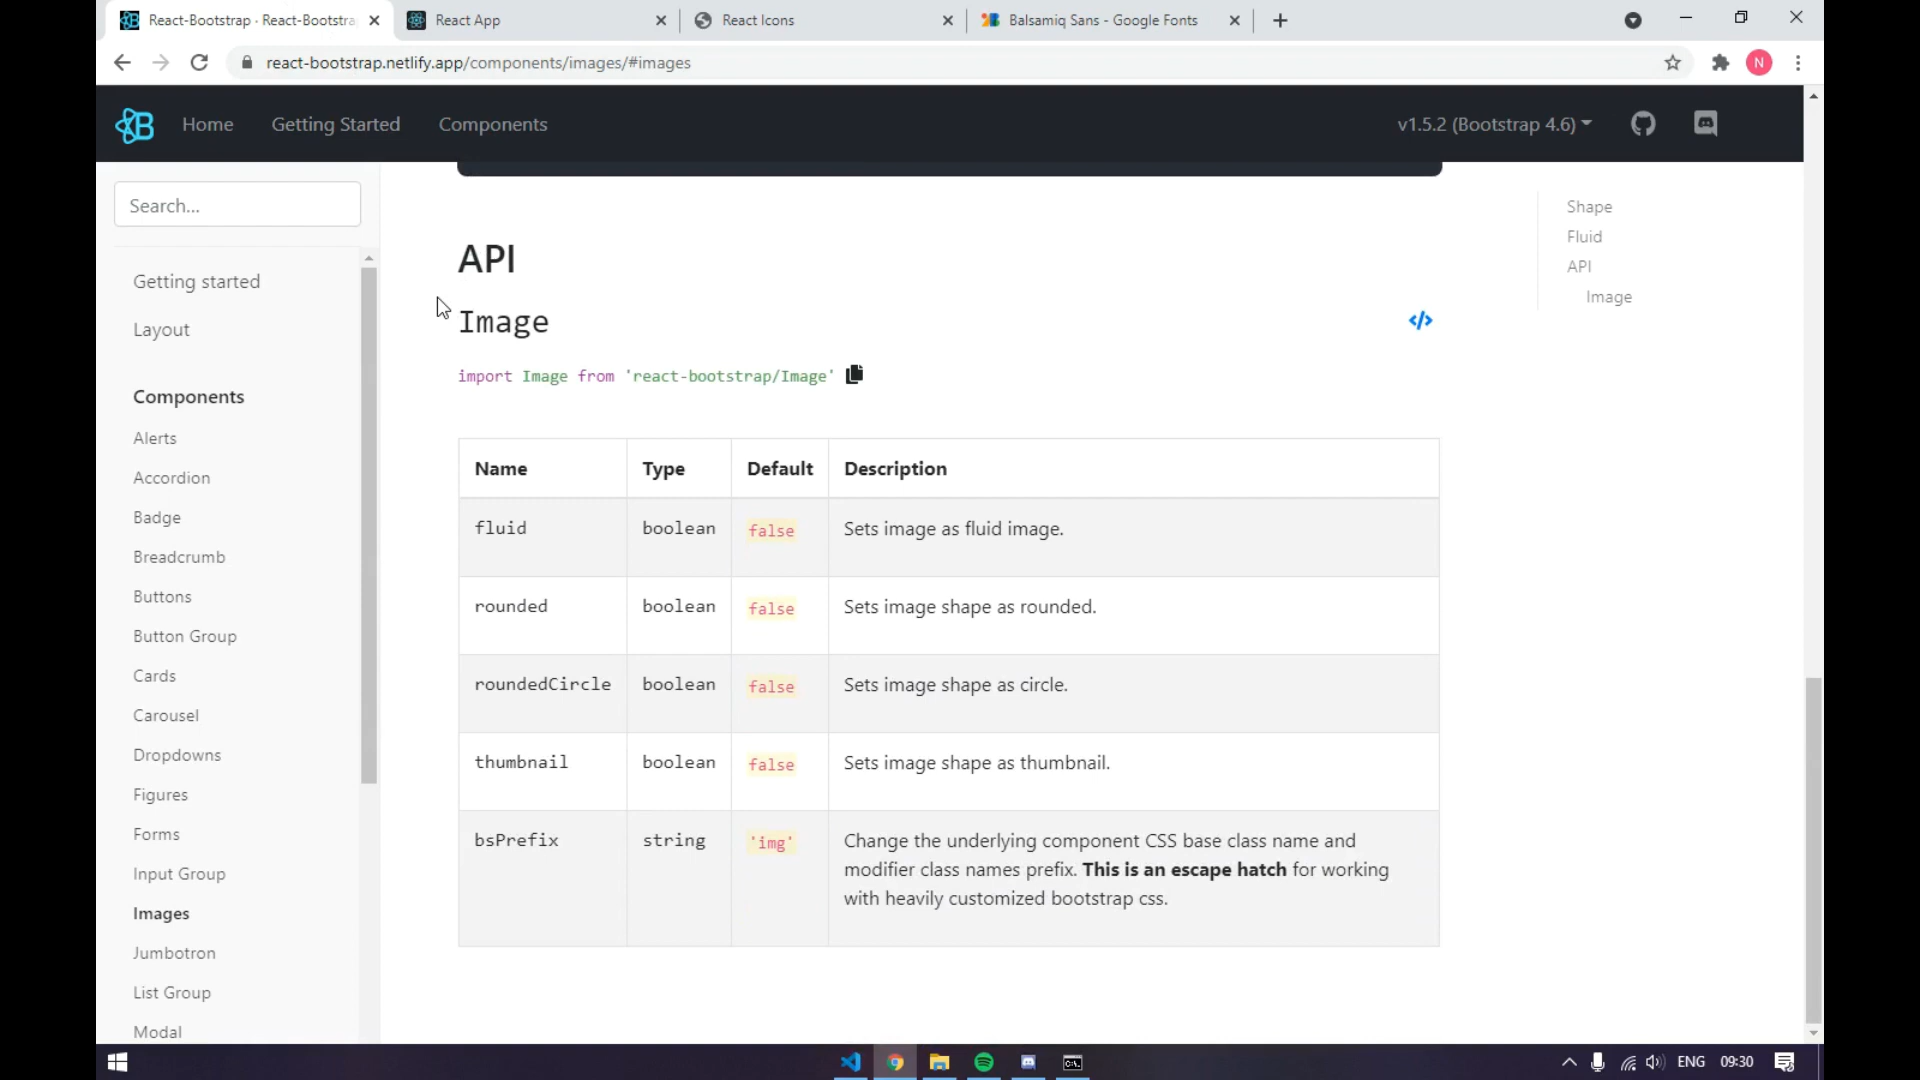 React-Bootstrap · React-Bootstra
React App
React Icons
Balsamiq Sans - Google Fonts
react-bootstrap.netlify.app/components/images/#images
N
Home
Getting Started
Components
v1.5.2 (Bootstrap 4.6)
Search...
Getting started
Layout
Components
Alerts
Accordion
Badge
Breadcrumb
Buttons
Button Group
Cards
Carousel
Dropdowns
Figures
Forms
Input Group
Images
Jumbotron
List Group
Modal
API
Image
import Image from 'react-bootstrap/Image'
Name Type Default Description
fluid boolean false Sets image as fluid image.
rounded boolean false Sets image shape as rounded.
roundedCircle boolean false Sets image shape as circle.
thumbnail boolean false Sets image shape as thumbnail.
bsPrefix string 'img' Change the underlying component CSS base class name and
modifier class names prefix. This is an escape hatch for working
with heavily customized bootstrap css.
Shape
Fluid
API
Image
ENG 09:30